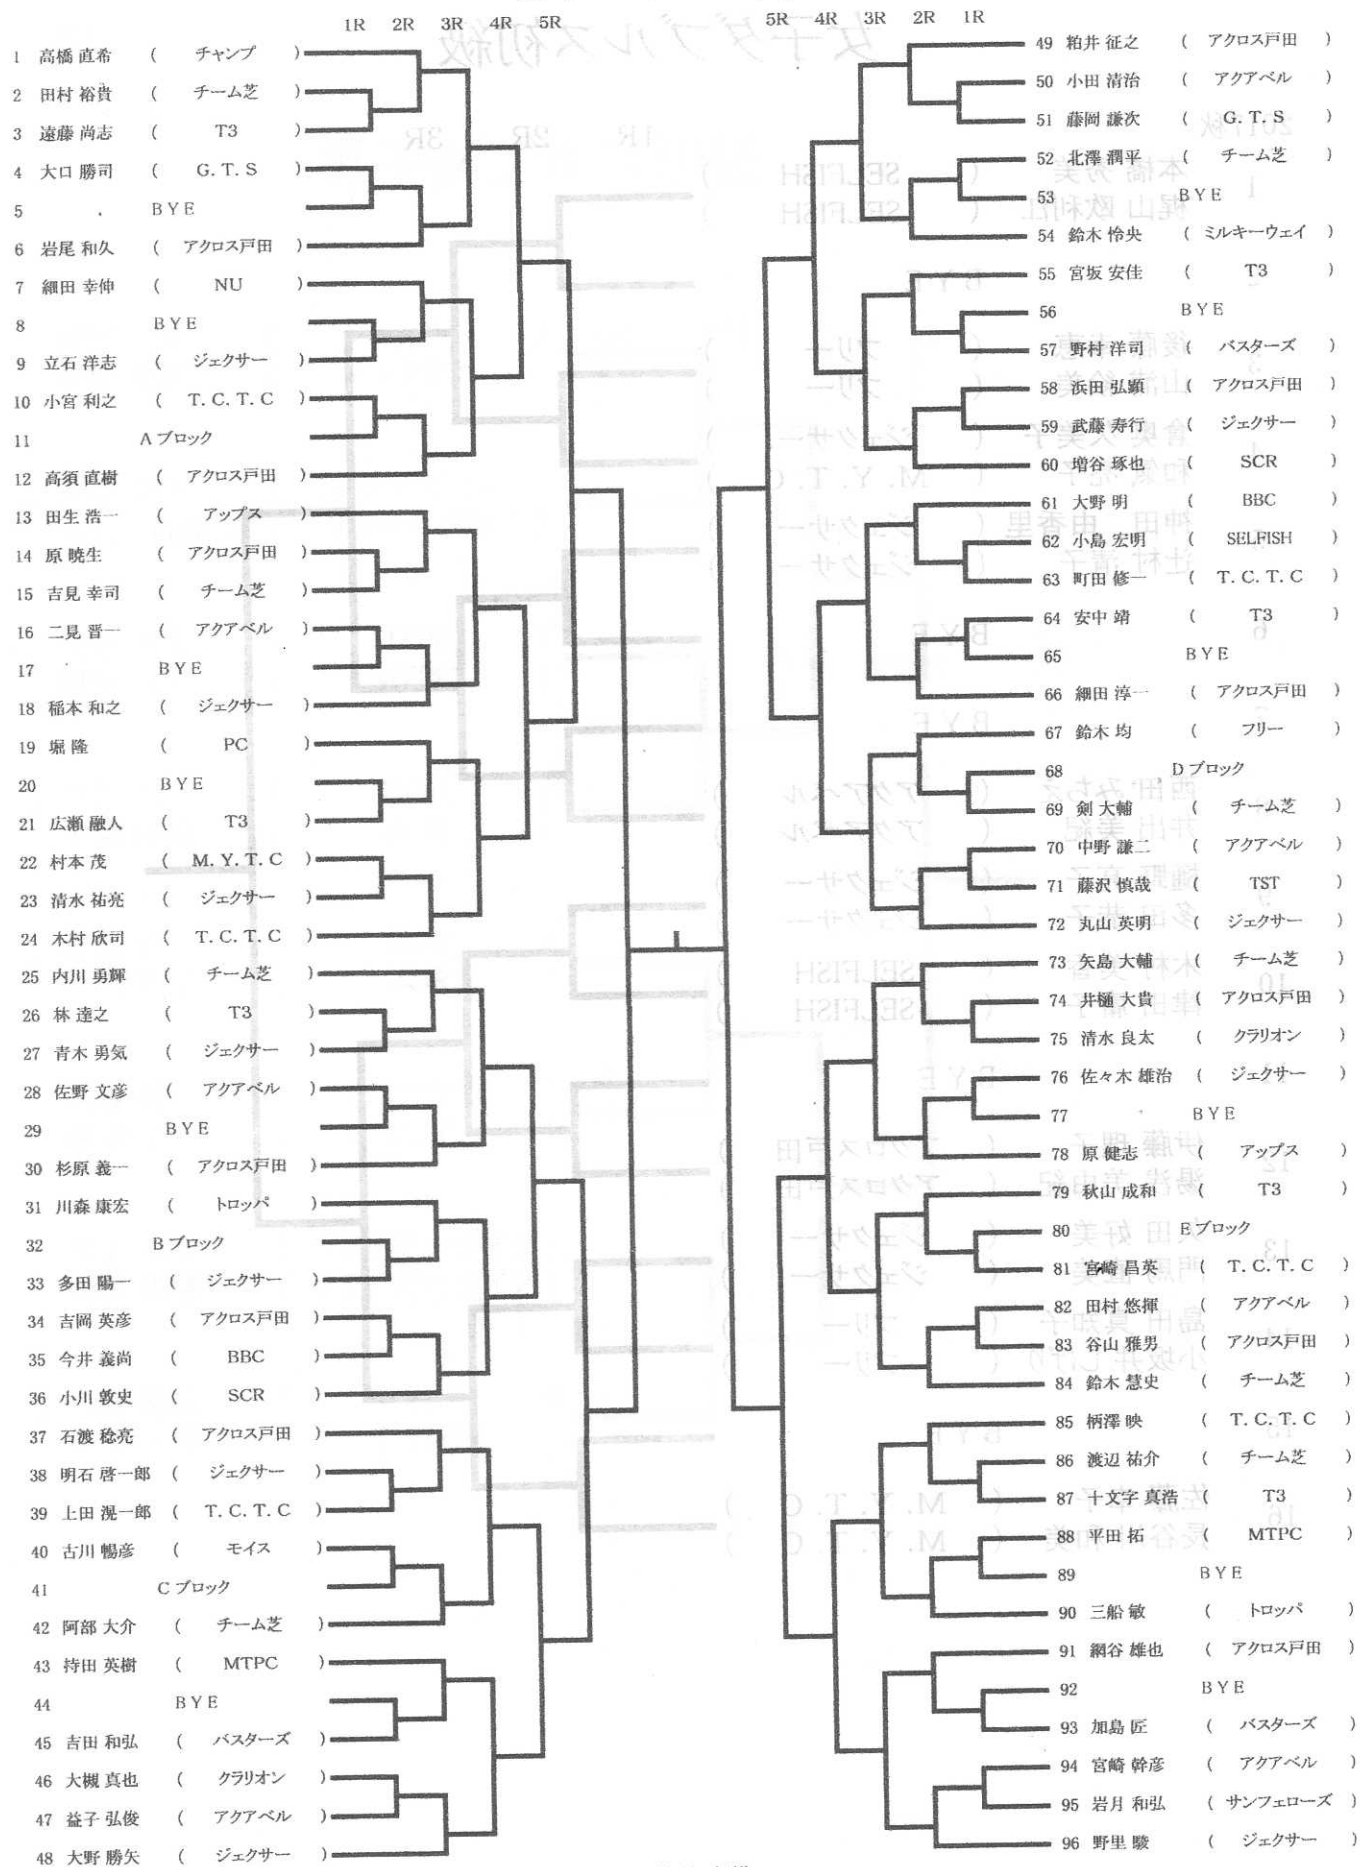 1R 2R 3R 4R 5R
1 高橋 直希 ( チャンプ )
2 田村 裕貴 ( チーム芝 )
3 遠藤 尚志 ( T3 )
4 大口 勝司 ( G.T.S )
5 BYE
6 岩尾 和久 ( アクロス戸田 )
7 細田 幸伸 ( NU )
8 BYE
9 立石 洋志 ( ジェクサー )
10 小宮 利之 ( T.C.T.C )
11 Aブロック
12 高須 直樹 ( アクロス戸田 )
13 田生 浩一 ( アップス )
14 原 暁生 ( アクロス戸田 )
15 吉見 幸司 ( チーム芝 )
16 二見 晋一 ( アクアベル )
17 BYE
18 稲本 和之 ( ジェクサー )
19 堀 隆 ( PC )
20 BYE
21 広瀬 融人 ( T3 )
22 村本 茂 ( M.Y.T.C )
23 清水 祐亮 ( ジェクサー )
24 木村 欣司 ( T.C.T.C )
25 内川 勇輝 ( チーム芝 )
26 林 達之 ( T3 )
27 青木 勇気 ( ジェクサー )
28 佐野 文彦 ( アクアベル )
29 BYE
30 杉原 義一 ( アクロス戸田 )
31 川森 康宏 ( トロッパ )
32 Bブロック
33 多田 陽一 ( ジェクサー )
34 吉岡 英彦 ( アクロス戸田 )
35 今井 義尚 ( BBC )
36 小川 敦史 ( SCR )
37 石渡 稔亮 ( アクロス戸田 )
38 明石 啓一郎 ( ジェクサー )
39 上田 滉一郎 ( T.C.T.C )
40 古川 暢彦 ( モイス )
41 Cブロック
42 阿部 大介 ( チーム芝 )
43 持田 英樹 ( MTPC )
44 BYE
45 吉田 和弘 ( バスターズ )
46 大槻 真也 ( クラリオン )
47 益子 弘俊 ( アクアベル )
48 大野 勝矢 ( ジェクサー )
5R 4R 3R 2R 1R
49 粕井 征之 ( アクロス戸田 )
50 小田 清治 ( アクアベル )
51 藤岡 謙次 ( G.T.S )
52 北澤 潤平 ( チーム芝 )
53 BYE
54 鈴木 怜央 ( ミルキーウェイ )
55 宮坂 安佳 ( T3 )
56 BYE
57 野村 洋司 ( バスターズ )
58 浜田 弘顕 ( アクロス戸田 )
59 武藤 寿行 ( ジェクサー )
60 増谷 琢也 ( SCR )
61 大野 明 ( BBC )
62 小島 宏明 ( SELFISH )
63 町田 修一 ( T.C.T.C )
64 安中 靖 ( T3 )
65 BYE
66 細田 淳一 ( アクロス戸田 )
67 鈴木 均 ( フリー )
68 Dブロック
69 剣 大輔 ( チーム芝 )
70 中野 謙二 ( アクアベル )
71 藤沢 慎哉 ( TST )
72 丸山 英明 ( ジェクサー )
73 矢島 大輔 ( チーム芝 )
74 井樋 大貴 ( アクロス戸田 )
75 清水 良太 ( クラリオン )
76 佐々木 雄治 ( ジェクサー )
77 BYE
78 原 健志 ( アップス )
79 秋山 成和 ( T3 )
80 Eブロック
81 宮崎 昌英 ( T.C.T.C )
82 田村 悠揮 ( アクアベル )
83 谷山 雅男 ( アクロス戸田 )
84 鈴木 慧史 ( チーム芝 )
85 柄澤 映 ( T.C.T.C )
86 渡辺 祐介 ( チーム芝 )
87 十文字 真浩 ( T3 )
88 平田 拓 ( MTPC )
89 BYE
90 三船 敏 ( トロッパ )
91 網谷 雄也 ( アクロス戸田 )
92 BYE
93 加島 匠 ( バスターズ )
94 宮崎 幹彦 ( アクアベル )
95 岩月 和弘 ( サンフェローズ )
96 野里 駿 ( ジェクサー )